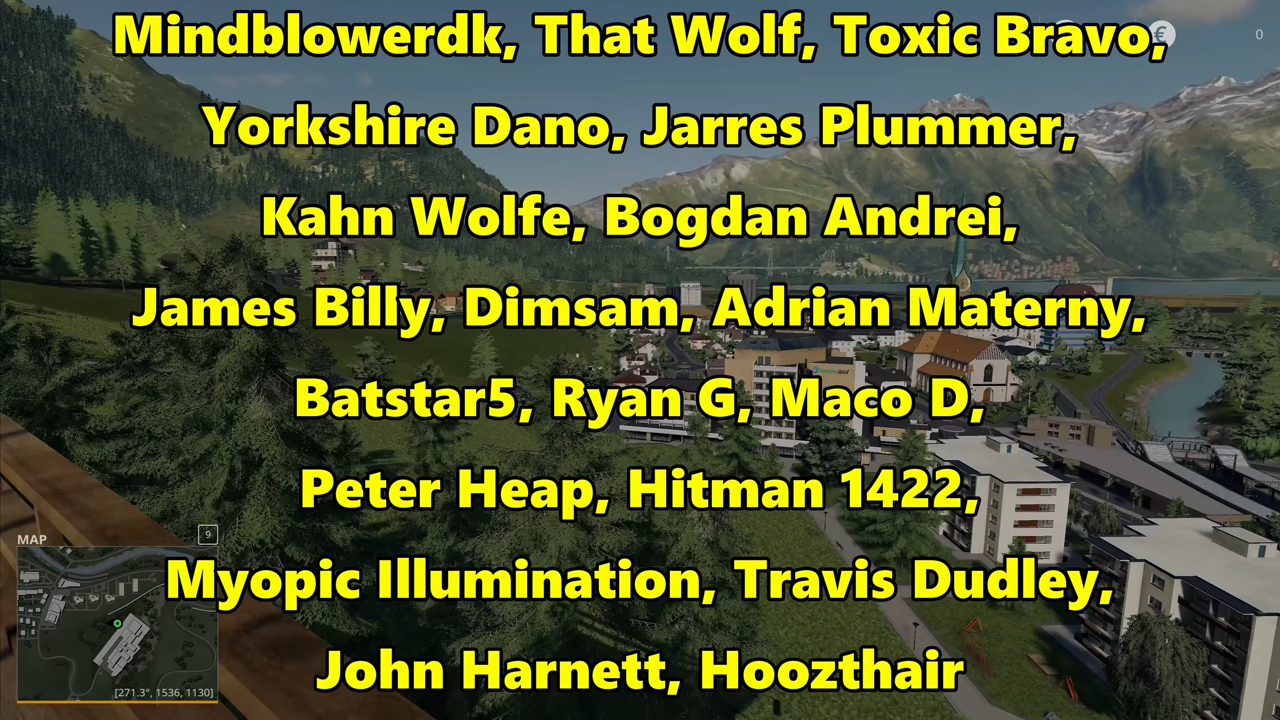 Mindblowerdk, That Wolf, Toxic Bravo,
€ 0
Yorkshire Dano, Jarres Plummer,
Kahn Wolfe, Bogdan Andrei,
James Billy, Dimsam, Adrian Materny,
Batstar5, Ryan G, Maco D,
Peter Heap, Hitman 1422,
MAP 9
Myopic Illumination, Travis Dudley,
John Harnett, Hoozthair
[271.3°, 1536, 1130]